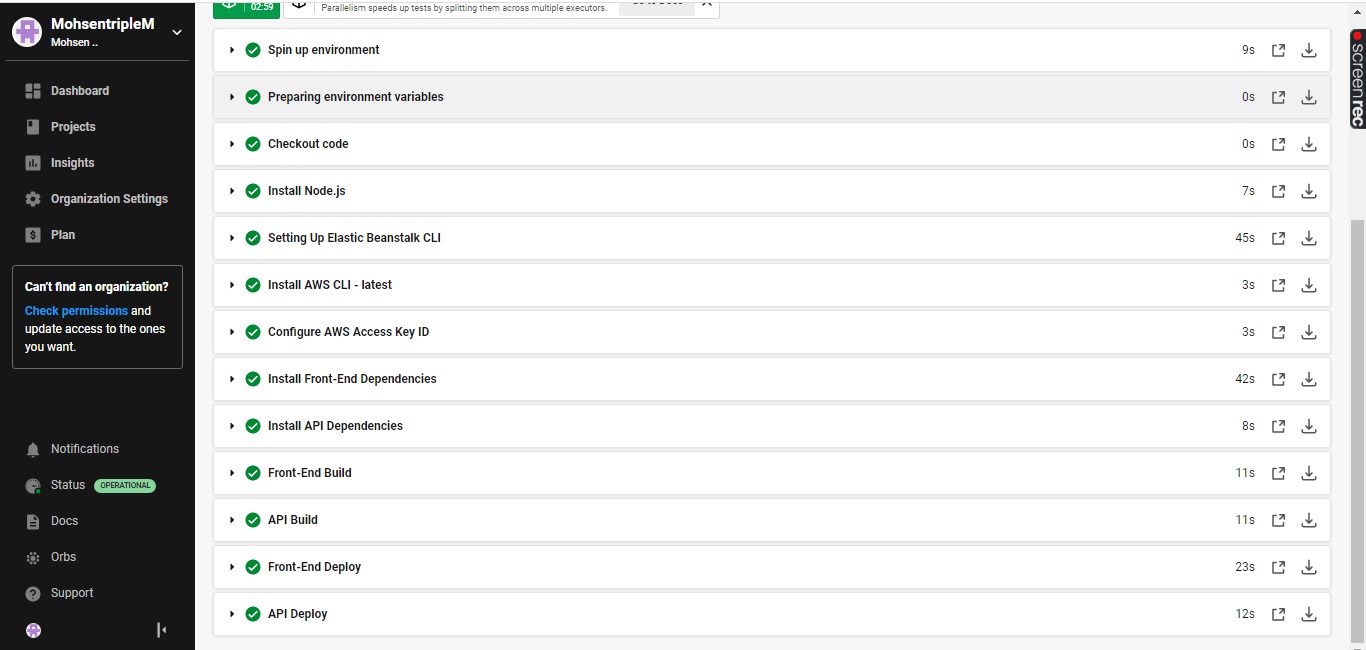 MohsentripleM
Mohsen ..
Dashboard
Projects
Insights
Organization Settings
Plan
Can't find an organization?
Check permissions and
update access to the ones
you want.
Notifications
Status OPERATIONAL
Docs
Orbs
Support
02:59
Parallelism speeds up tests by splitting them across multiple executors.
Spin up environment 9s
Preparing environment variables 0s
Checkout code 0s
Install Node.js 7s
Setting Up Elastic Beanstalk CLI 45s
Install AWS CLI - latest 3s
Configure AWS Access Key ID 3s
Install Front-End Dependencies 42s
Install API Dependencies 8s
Front-End Build 11s
API Build 11s
Front-End Deploy 23s
API Deploy 12s
screenrec